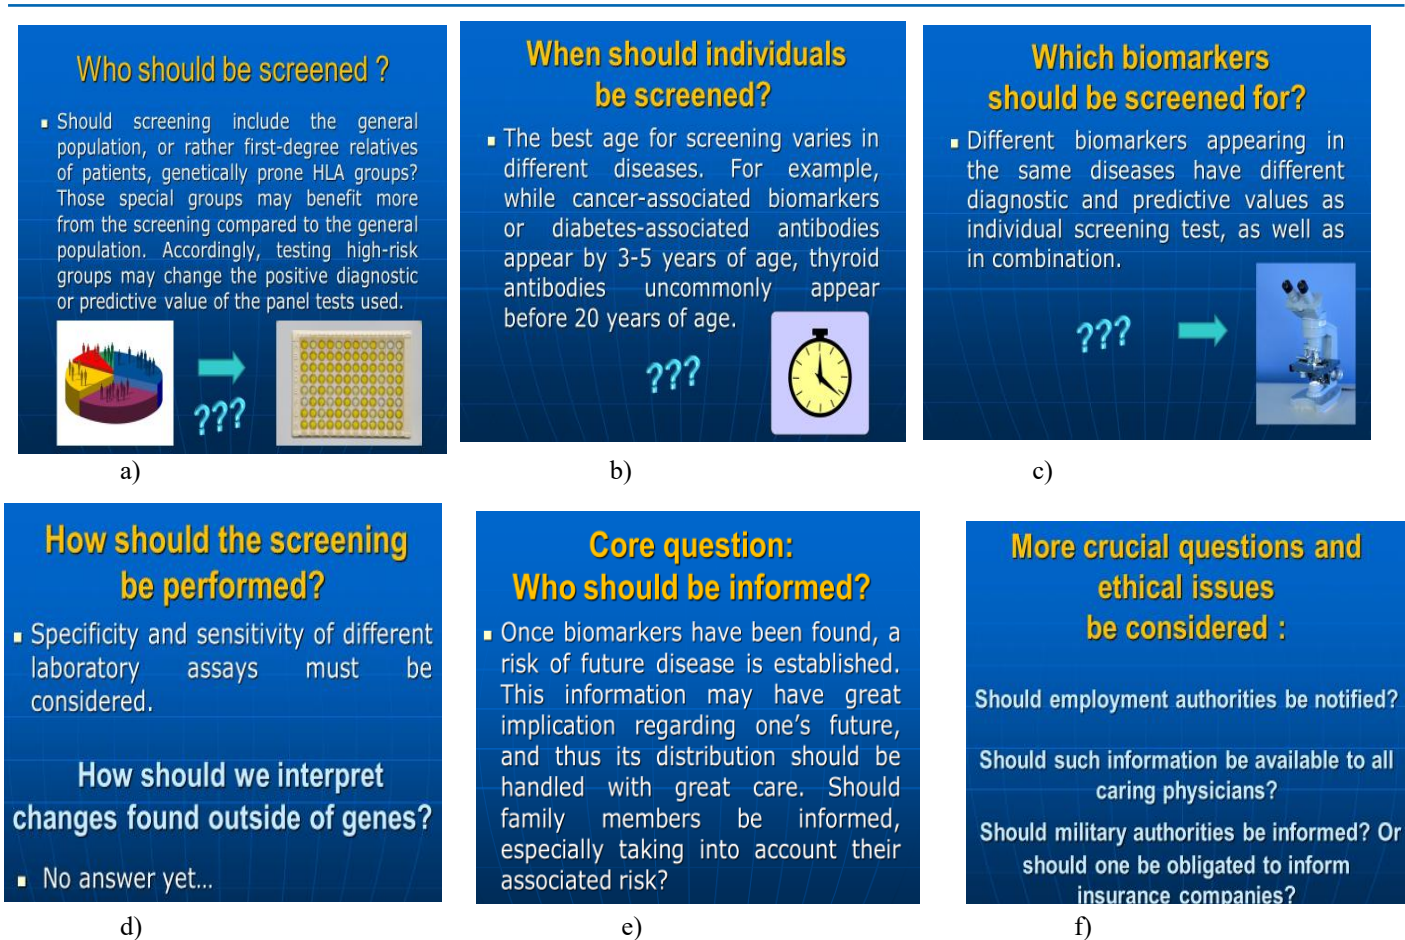 Who should be screened ?
▪ Should screening include the general
population, or rather first-degree relatives
of patients, genetically prone HLA groups?
Those special groups may benefit more
from the screening compared to the general
population. Accordingly, testing high-risk
groups may change the positive diagnostic
or predictive value of the panel tests used.
???
a)
When should individuals
be screened?
▪ The best age for screening varies in
different diseases. For example,
while cancer-associated biomarkers
or diabetes-associated antibodies
appear by 3-5 years of age, thyroid
antibodies uncommonly appear
before 20 years of age.
???
b)
Which biomarkers
should be screened for?
▪ Different biomarkers appearing in
the same diseases have different
diagnostic and predictive values as
individual screening test, as well as
in combination.
???
c)
How should the screening
be performed?
▪ Specificity and sensitivity of different
laboratory assays must be
considered.
How should we interpret
changes found outside of genes?
▪ No answer yet...
d)
Core question:
Who should be informed?
▪ Once biomarkers have been found, a
risk of future disease is established.
This information may have great
implication regarding one's future,
and thus its distribution should be
handled with great care. Should
family members be informed,
especially taking into account their
associated risk?
e)
More crucial questions and
ethical issues
be considered :
Should employment authorities be notified?
Should such information be available to all
caring physicians?
Should military authorities be informed? Or
should one be obligated to inform
insurance companies?
f)